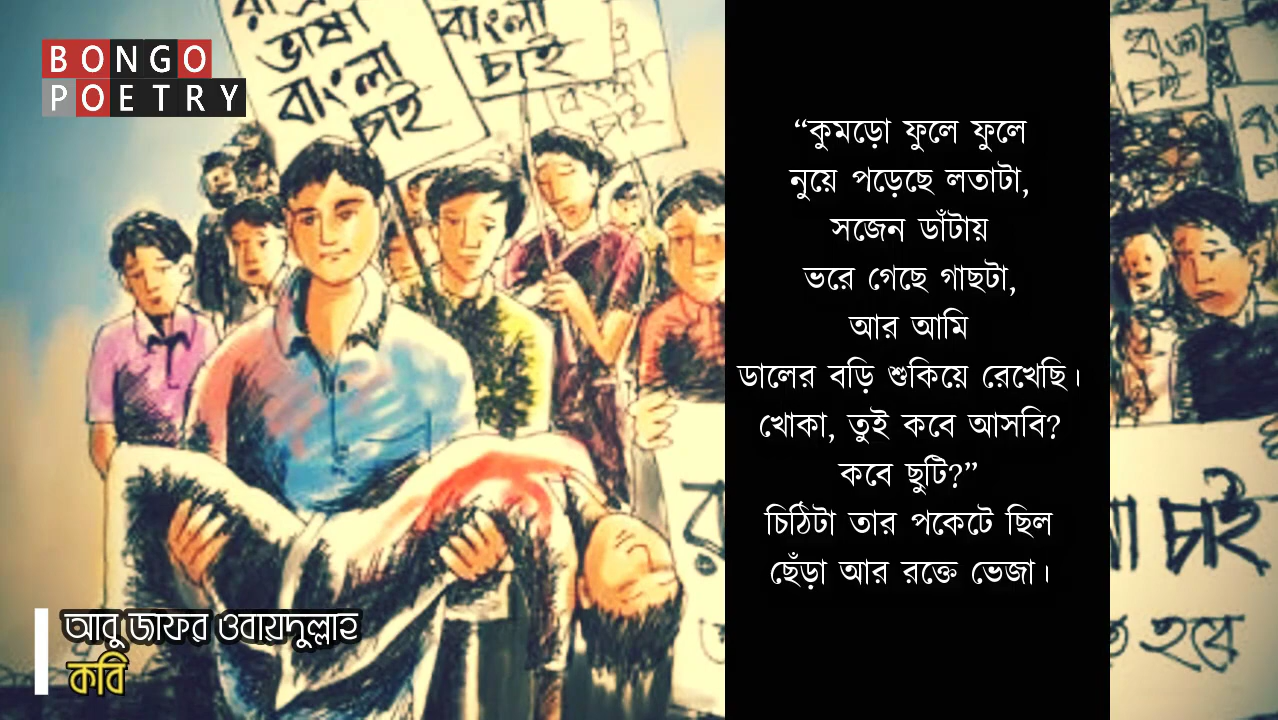 BONGO
POETRY
ভাষা
বাংলা
চাই
বাংলা
চাই
“কুমড়ো ফুলে ফুলে
নুয়ে পড়েছে লতাটা,
সজেন ডাঁটায়
ভরে গেছে গাছটা,
আর আমি
ডালের বড়ি শুকিয়ে রেখেছি।
খোকা, তুই কবে আসবি?
কবে ছুটি?”
চিঠিটা তার পকেটে ছিল
ছেঁড়া আর রক্তে ভেজা।
চাই
হবে
আবু জাফর ওবায়দুল্লাহ
কবি